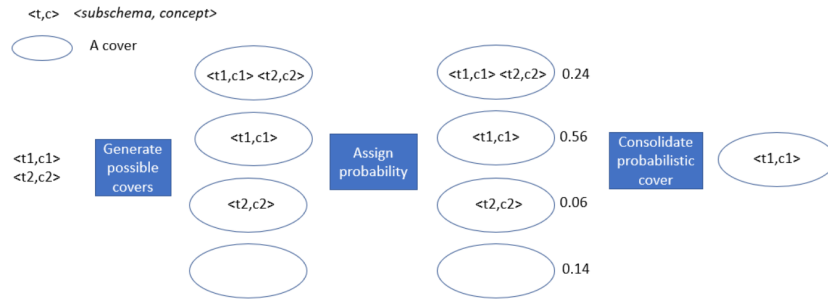 <t,c> <subschema, concept>
A cover
<t1,c1>
<t2,c2>
Generate
possible
covers
<t1,c1> <t2,c2>
<t1,c1>
<t2,c2>
Assign
probability
<t1,c1> <t2,c2> 0.24
<t1,c1> 0.56
<t2,c2> 0.06
0.14
Consolidate
probabilistic
cover
<t1,c1>